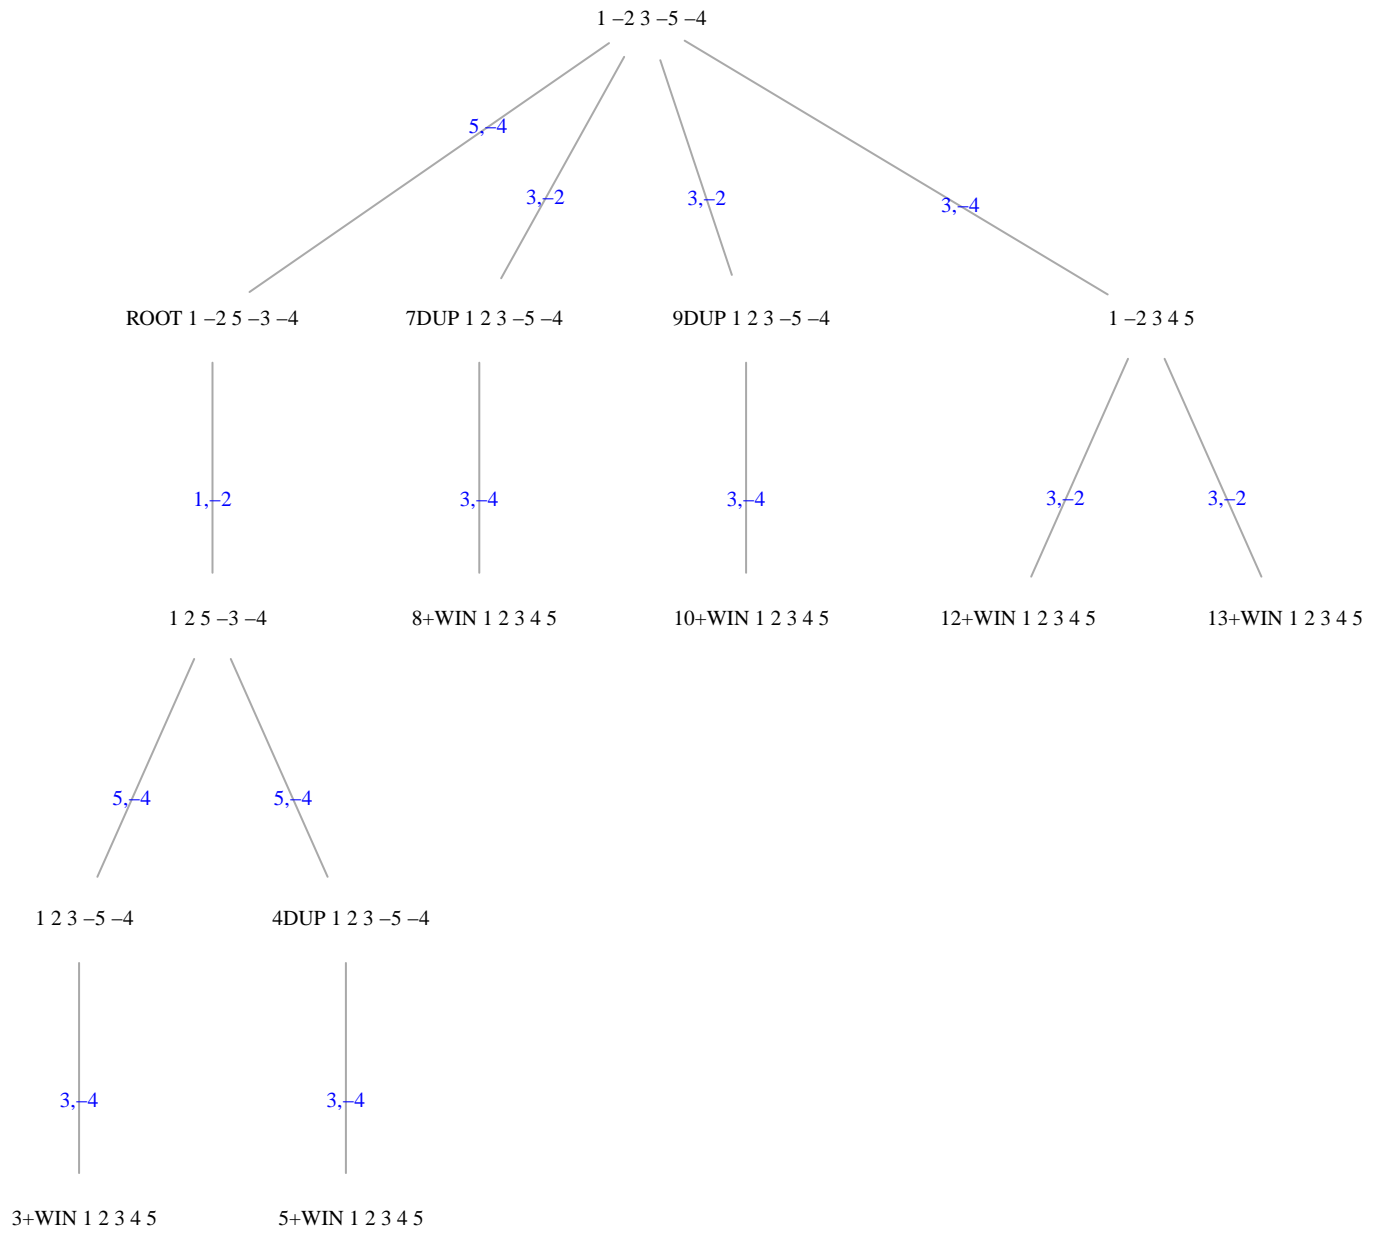 1 –2 3 –5 –4
5,–4
3,–2
3,–2
3,–4
ROOT 1 –2 5 –3 –4
7DUP 1 2 3 –5 –4
9DUP 1 2 3 –5 –4
1 –2 3 4 5
1,–2
3,–4
3,–4
3,–2
3,–2
1 2 5 –3 –4
8+WIN 1 2 3 4 5
10+WIN 1 2 3 4 5
12+WIN 1 2 3 4 5
13+WIN 1 2 3 4 5
5,–4
5,–4
1 2 3 –5 –4
4DUP 1 2 3 –5 –4
3,–4
3,–4
3+WIN 1 2 3 4 5
5+WIN 1 2 3 4 5